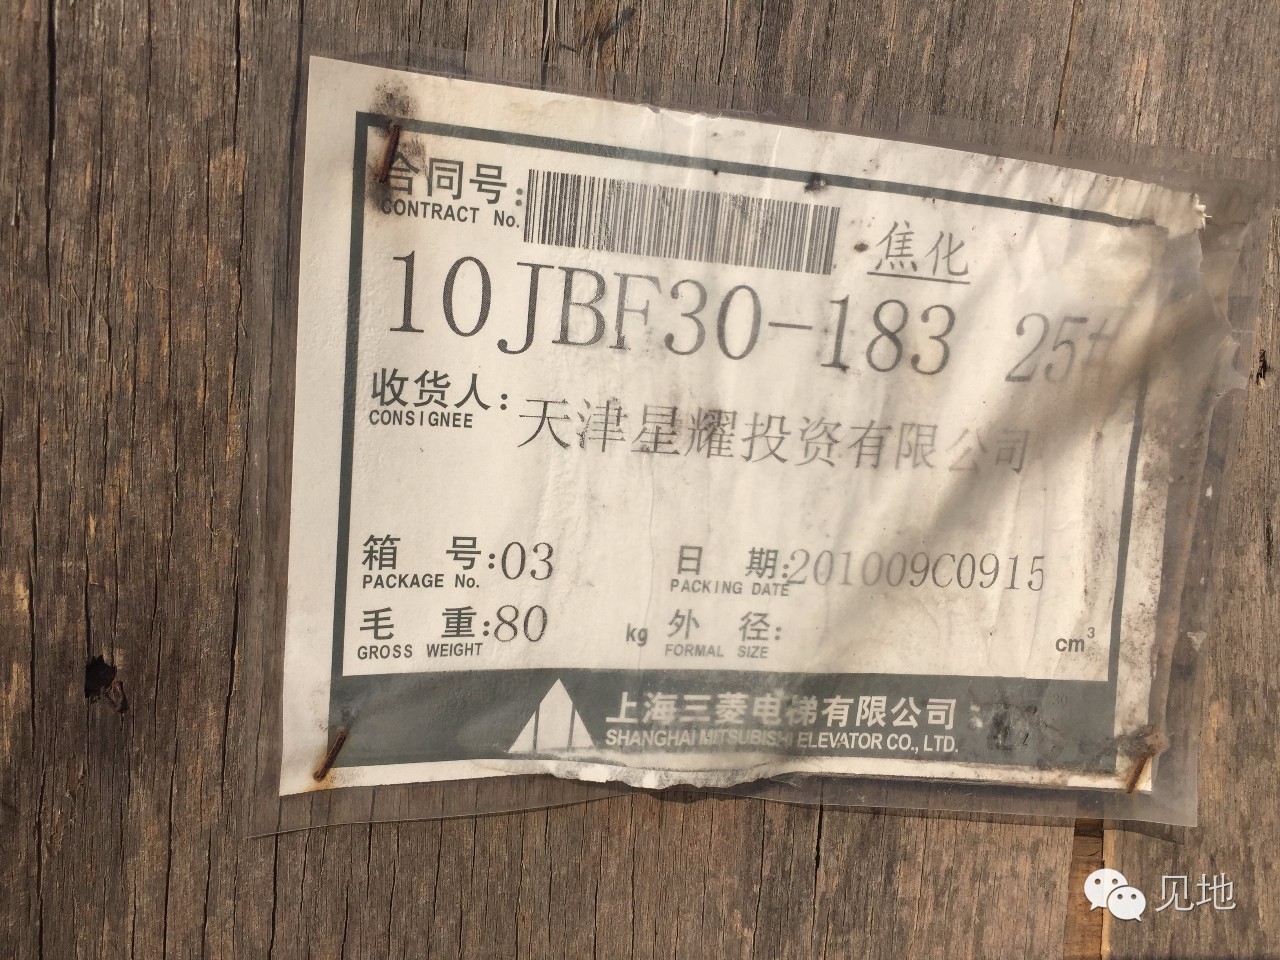 合同号:
CONTRACT No.
焦化
10JBF30-183 25#
收货人:
CONSIGNEE
天津星耀投资有限公司
箱 号:03
PACKAGE No.
日 期:201009C0915
PACKING DATE
毛 重:80 kg
GROSS WEIGHT
外 径: cm³
FORMAL SIZE
上海三菱电梯有限公司
SHANGHAI MITSUBISHI ELEVATOR CO., LTD.
见地